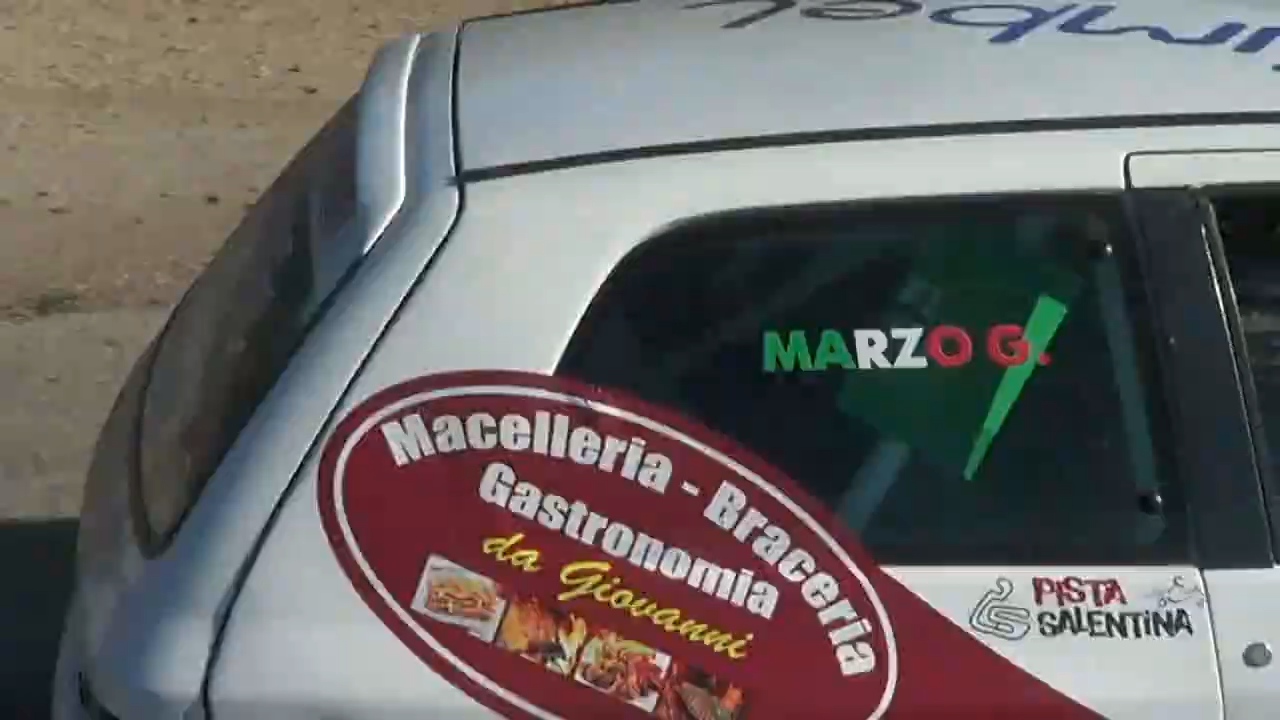 MARZO G.
Macelleria - Braceria
Gastronomia
da Giovanni
PISTA
SALENTINA